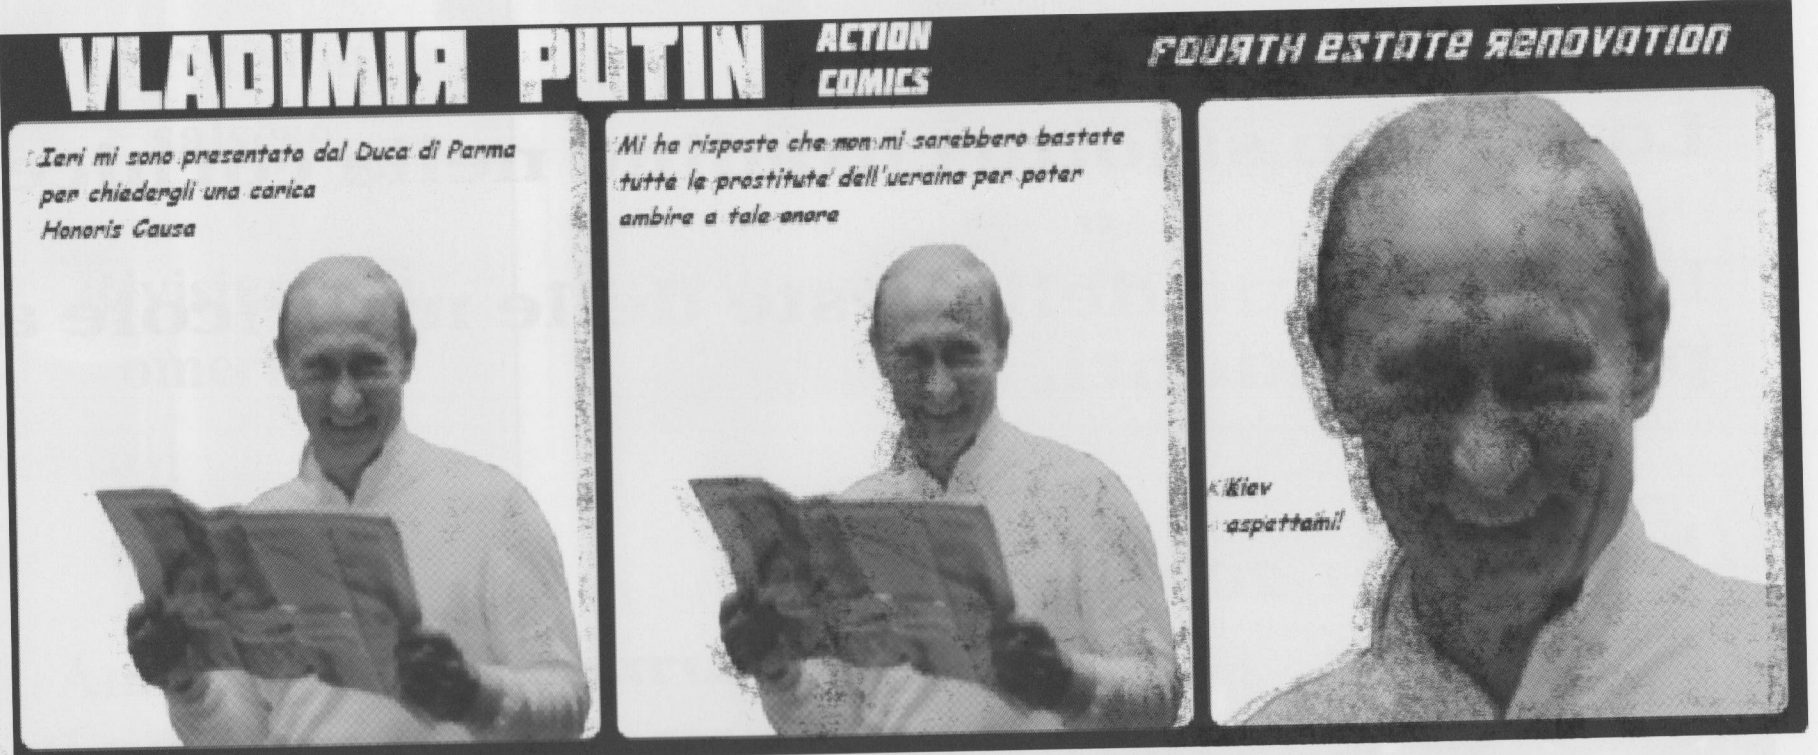 VLADIMIЯ PUTIN
ACTION
COMICS
FOUЯTH ESTATE ЯENOVATION
Ieri mi sono presentato dal Duca di Parma
per chiedergli una carica
Honoris Causa
Mi ha risposto che non mi sarebbero bastate
tutte le prostitute dell'ucraina per poter
ambire a tale onore
Kiev
aspettami!